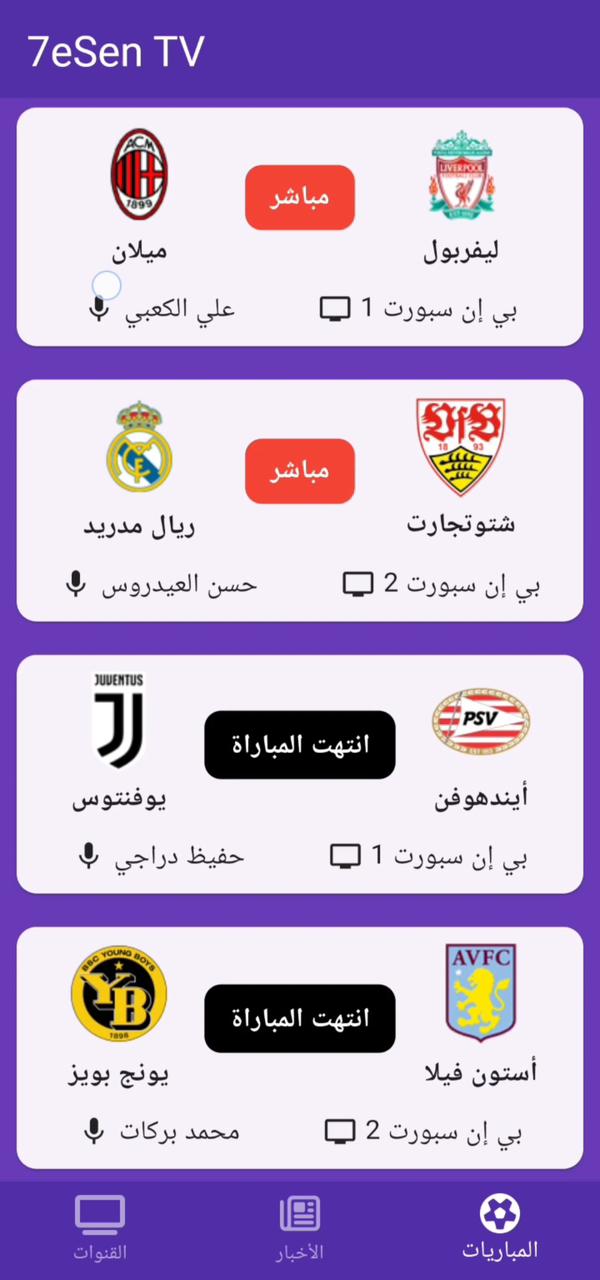 7eSen TV
ACM
1899
LIVERPOOL
مباشر
ليفربول
ميلان
بي إن سبورت 1
علي الكعبي
VfB
18 93
مباشر
شتوتجارت
ريال مدريد
بي إن سبورت 2
حسن العيدروس
JUVENTUS
PSV
انتهت المباراة
أيندهوفن
يوفنتوس
بي إن سبورت 1
حفيظ دراجي
BSC YOUNG BOYS
YB
1898
AVFC
انتهت المباراة
أستون فيلا
يونج بويز
بي إن سبورت 2
محمد بركات
المباريات
الأخبار
القنوات